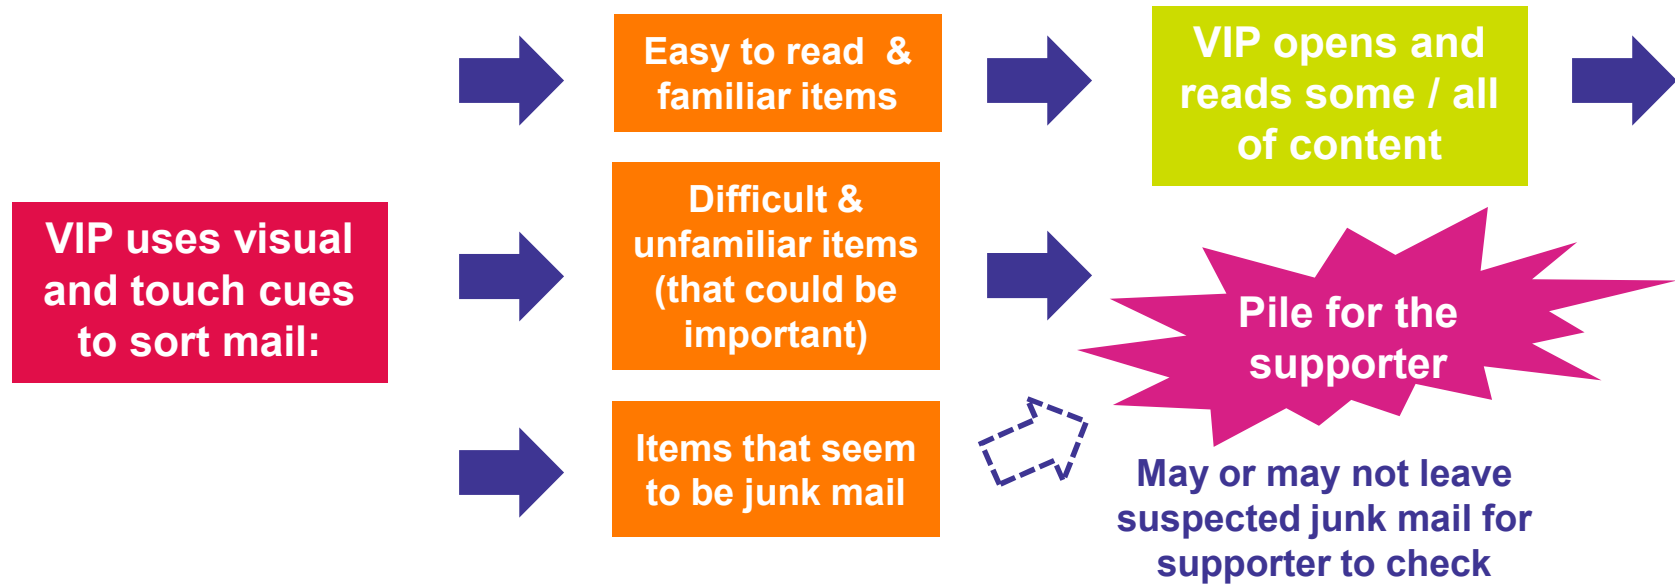 VIP uses visual
and touch cues
to sort mail:
Easy to read &
familiar items
VIP opens and
reads some / all
of content
Difficult &
unfamiliar items
(that could be
important)
Pile for the
supporter
Items that seem
to be junk mail
May or may not leave
suspected junk mail for
supporter to check